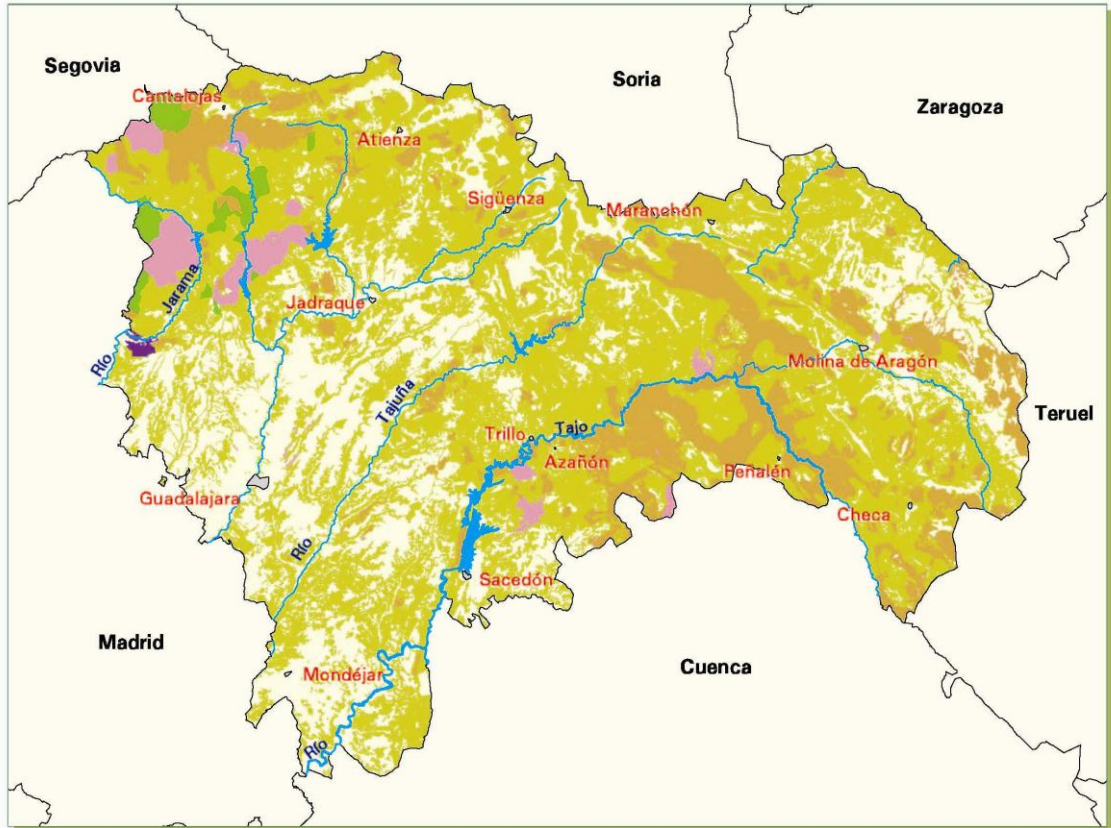 Segovia
Soria
Zaragoza
Cantalojas
Atienza
Sigüenza
Maranchón
Jarama
Jadraque
Río
Molina de Aragón
Tajuña
Teruel
Trillo
Tajo
Azañón
Peñalén
Guadalajara
Checa
Río
Sacedón
Madrid
Cuenca
Mondéjar
Río